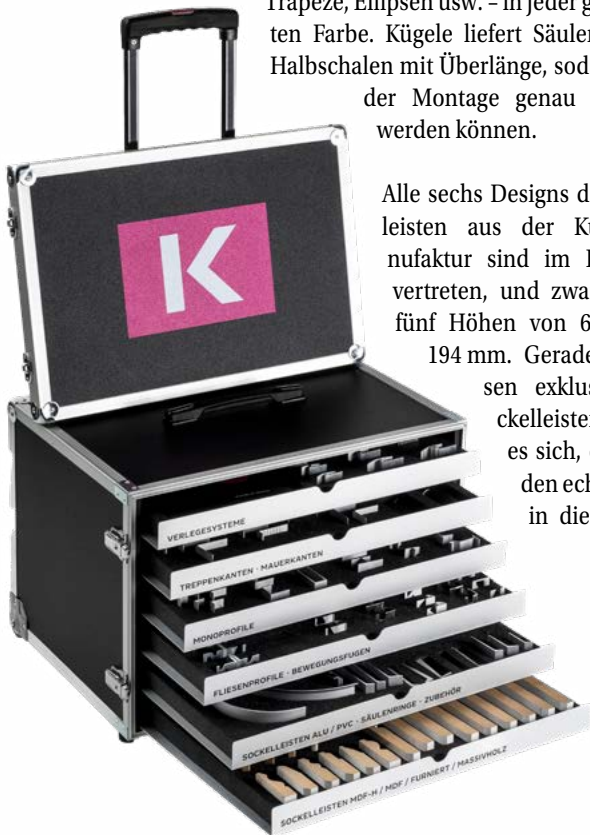 Trapeze, Ellipsen usw. – in jeder g
ten Farbe. Kügele liefert Säulen
Halbschalen mit Überlänge, sod
der Montage genau
werden können.
Alle sechs Designs d
leisten aus der Kü
nufaktur sind im
vertreten, und zwa
fünf Höhen von 6
194 mm. Gerade
sen exklus
ckelleisten
es sich,
den ech
in die
K
VERLEGESYSTEME
TREPPENKANTEN · MAUERKANTEN
MONOPROFILE
FLIESENPROFILE · BEWEGUNGSFUGEN
SOCKELLEISTEN ALU / PVC · SÄULENRINGE · ZUBEHÖR
SOCKELLEISTEN MDF-H / MDF / FURNIERT / MASSIVHOLZ